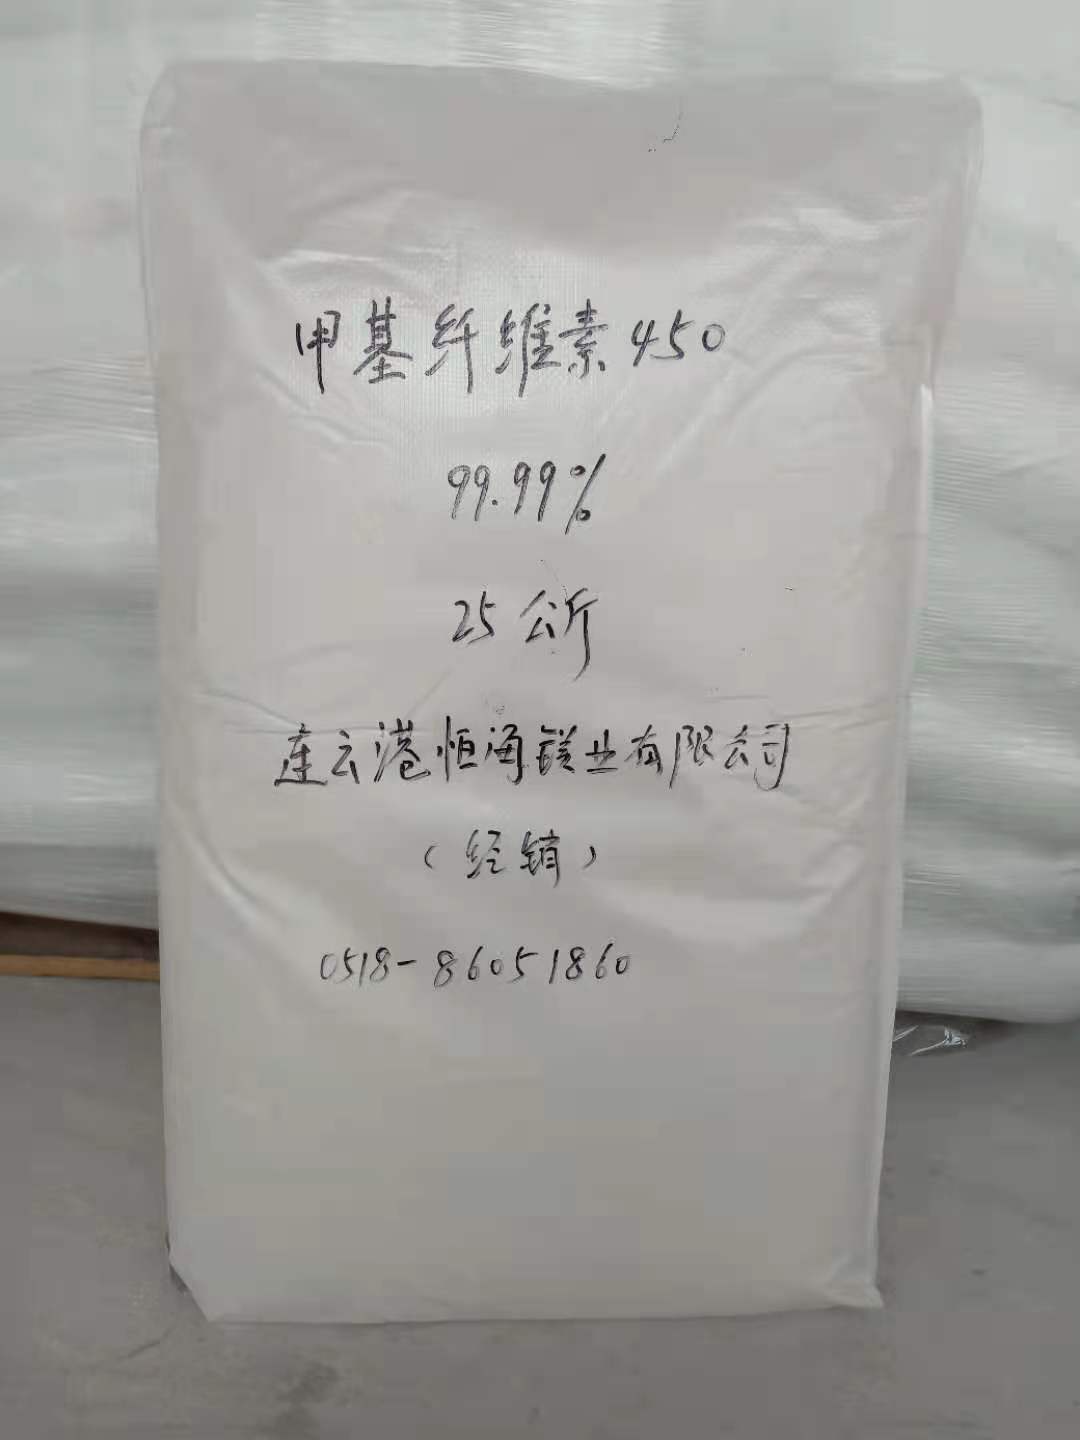 甲基纤维素450
99.99%
25公斤
连云港恒海镁业有限公司
（经销）
0518-86051860